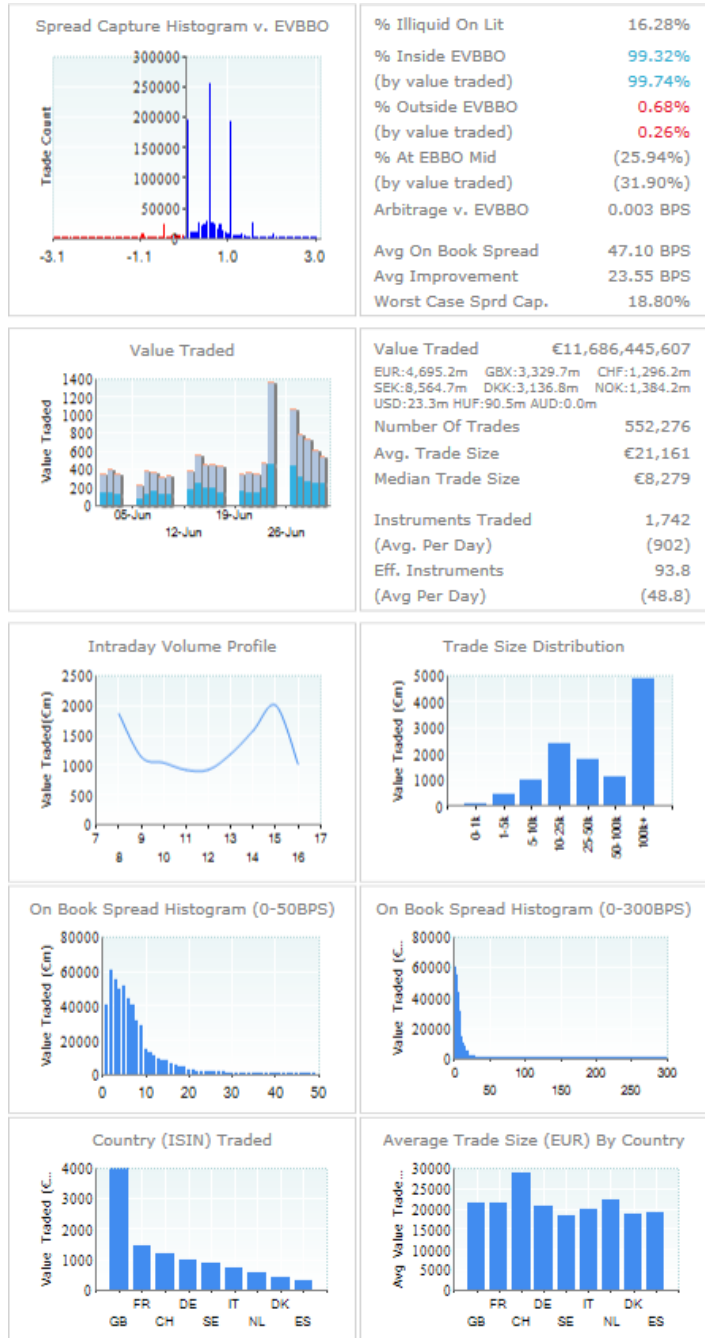 Spread Capture Histogram v. EVBBO
Trade Count
300000
250000
200000
150000
100000
50000
0
-3.1 -1.1 1.0 3.0
% Illiquid On Lit 16.28%
% Inside EVBBO 99.32%
(by value traded) 99.74%
% Outside EVBBO 0.68%
(by value traded) 0.26%
% At EBBO Mid (25.94%)
(by value traded) (31.90%)
Arbitrage v. EVBBO 0.003 BPS
Avg On Book Spread 47.10 BPS
Avg Improvement 23.55 BPS
Worst Case Sprd Cap. 18.80%
Value Traded
Value Traded
1400
1200
1000
800
600
400
200
0
05-Jun 19-Jun
12-Jun 26-Jun
Value Traded €11,686,445,607
EUR:4,695.2m GBX:3,329.7m CHF:1,296.2m
SEK:8,564.7m DKK:3,136.8m NOK:1,384.2m
USD:23.3m HUF:90.5m AUD:0.0m
Number Of Trades 552,276
Avg. Trade Size €21,161
Median Trade Size €8,279
Instruments Traded 1,742
(Avg. Per Day) (902)
Eff. Instruments 93.8
(Avg Per Day) (48.8)
Intraday Volume Profile
Value Traded(€m)
2500
2000
1500
1000
500
0
7 9 11 13 15 17
8 10 12 14 16
Trade Size Distribution
Value Traded (€m)
5000
4000
3000
2000
1000
0
0-1k 1-5k 5-10k 10-25k 25-50k 50-100k 100k+
On Book Spread Histogram (0-50BPS)
Value Traded (€m)
80000
60000
40000
20000
0
0 10 20 30 40 50
On Book Spread Histogram (0-300BPS)
Value Traded (€...
80000
60000
40000
20000
0
0 100 200 300
50 150 250
Country (ISIN) Traded
Value Traded (€...
4000
3000
2000
1000
0
FR DE IT DK
GB CH SE NL ES
Average Trade Size (EUR) By Country
Avg Value Trade...
30000
25000
20000
15000
10000
5000
0
FR DE IT DK
GB CH SE NL ES